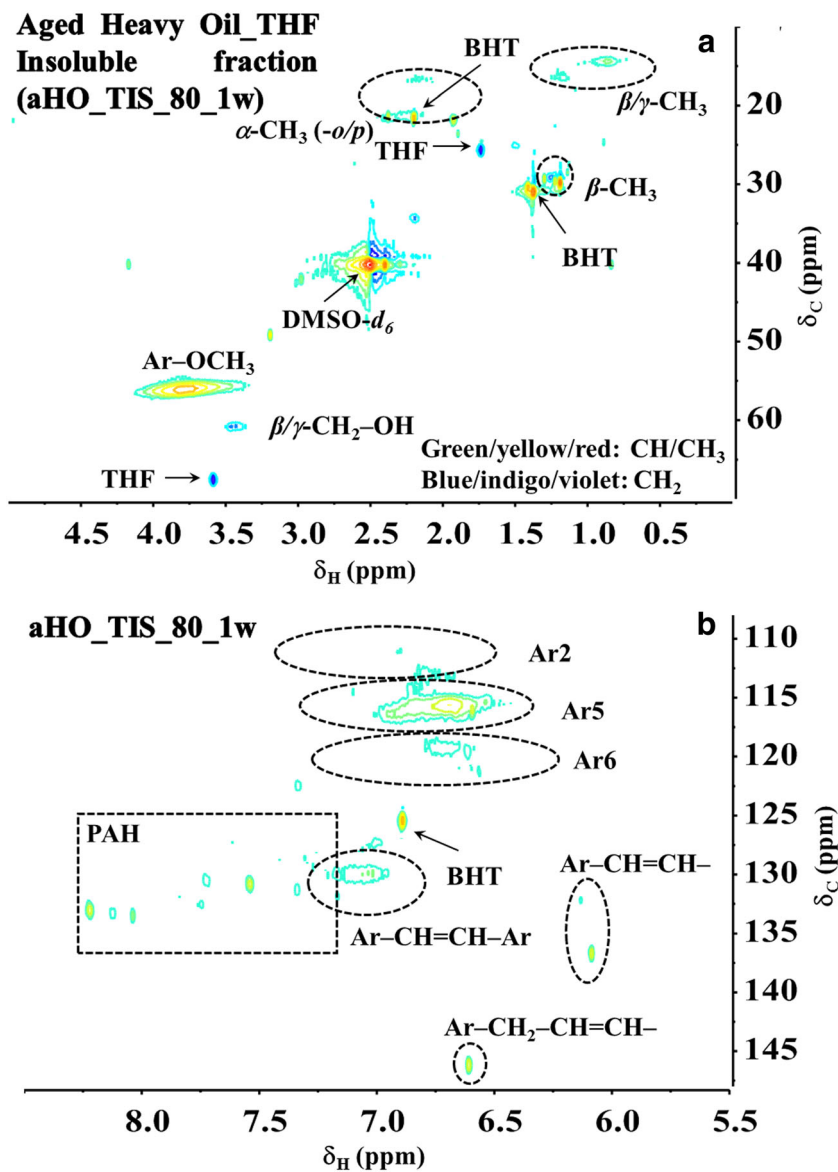 Aged Heavy Oil_THF
Insoluble fraction
(aHO_TIS_80_1w)
a
BHT
β/γ-CH3
α-CH3 (-o/p)
THF
β-CH3
BHT
DMSO-d6
Ar–OCH3
β/γ-CH2–OH
THF
Green/yellow/red: CH/CH3
Blue/indigo/violet: CH2
10
20
30
40
50
60
70
δC (ppm)
4.5 4.0 3.5 3.0 2.5 2.0 1.5 1.0 0.5
δH (ppm)
aHO_TIS_80_1w
b
Ar2
Ar5
Ar6
PAH
BHT
Ar–CH=CH–
Ar–CH=CH–Ar
Ar–CH2–CH=CH–
110
115
120
125
130
135
140
145
δC (ppm)
8.0 7.5 7.0 6.5 6.0 5.5
δH (ppm)